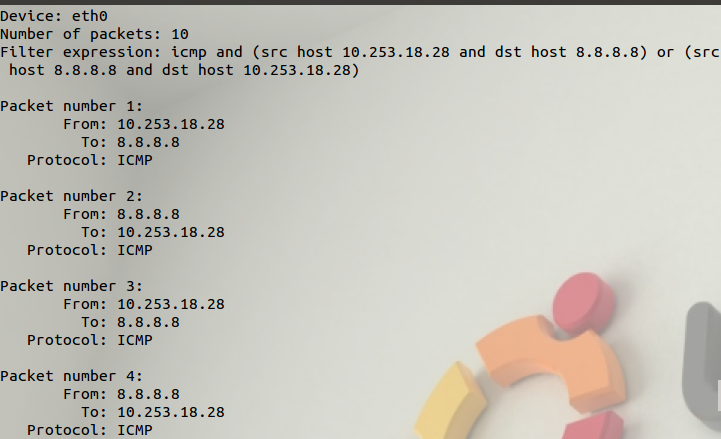 Device: eth0
Number of packets: 10
Filter expression: icmp and (src host 10.253.18.28 and dst host 8.8.8.8) or (src
 host 8.8.8.8 and dst host 10.253.18.28)

Packet number 1:
       From: 10.253.18.28
         To: 8.8.8.8
   Protocol: ICMP

Packet number 2:
       From: 8.8.8.8
         To: 10.253.18.28
   Protocol: ICMP

Packet number 3:
       From: 10.253.18.28
         To: 8.8.8.8
   Protocol: ICMP

Packet number 4:
       From: 8.8.8.8
         To: 10.253.18.28
   Protocol: ICMP